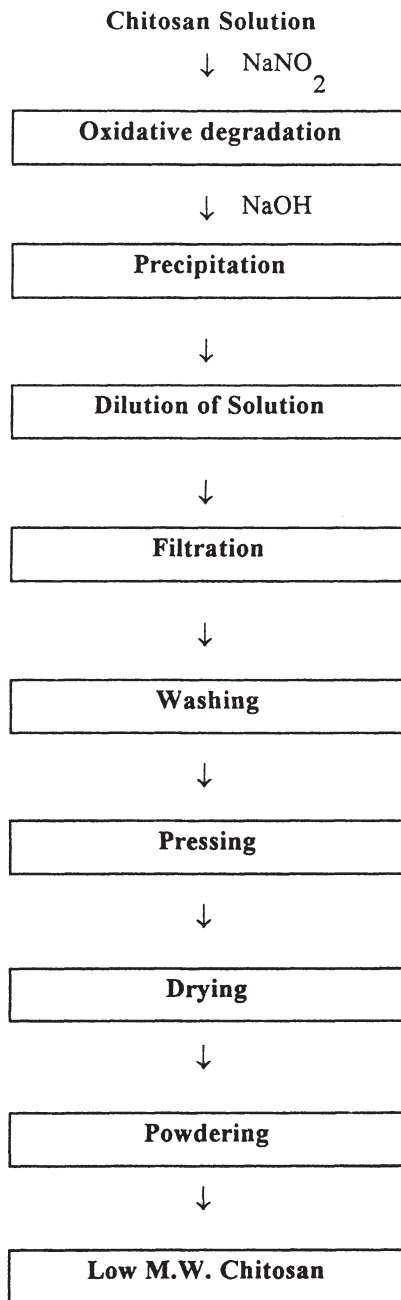 Chitosan Solution
↓ NaNO2
Oxidative degradation
↓ NaOH
Precipitation
↓
Dilution of Solution
↓
Filtration
↓
Washing
↓
Pressing
↓
Drying
↓
Powdering
↓
Low M.W. Chitosan